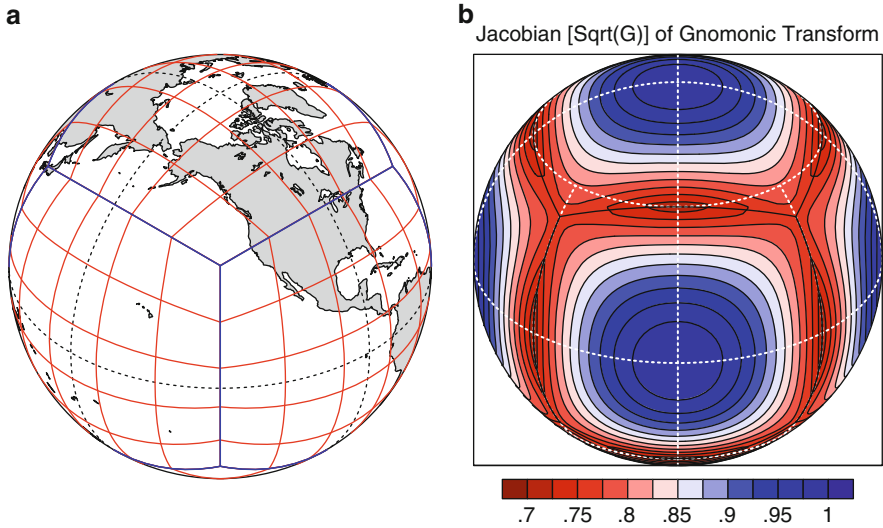 a
b
Jacobian [Sqrt(G)] of Gnomonic Transform
.7 .75 .8 .85 .9 .95 1